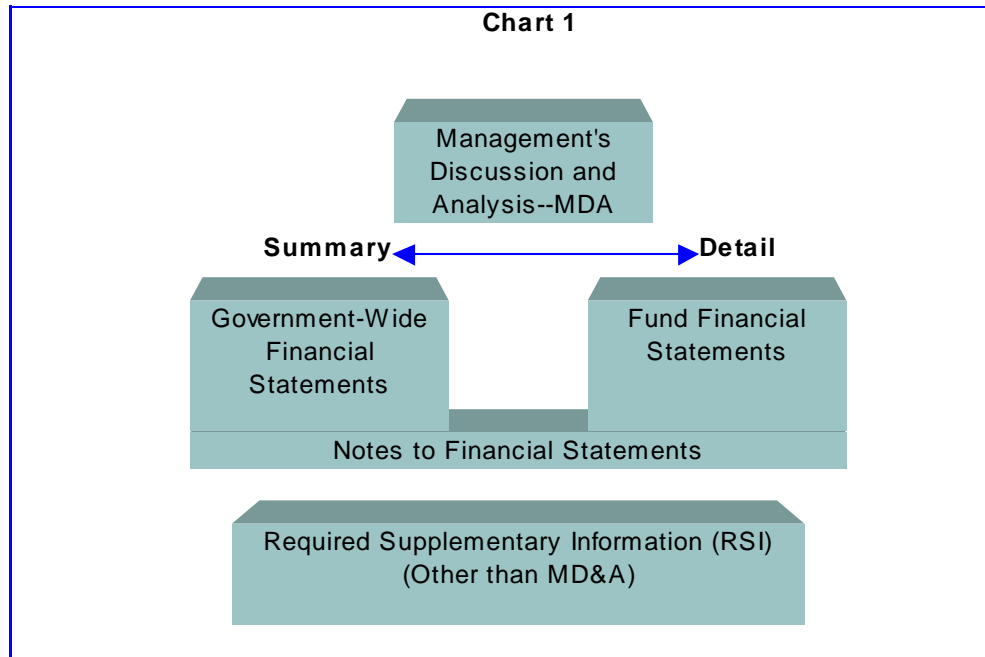 Chart 1
Management's
Discussion and
Analysis--MDA
Summary Detail
Government-Wide
Financial
Statements
Fund Financial
Statements
Notes to Financial Statements
Required Supplementary Information (RSI)
(Other than MD&A)